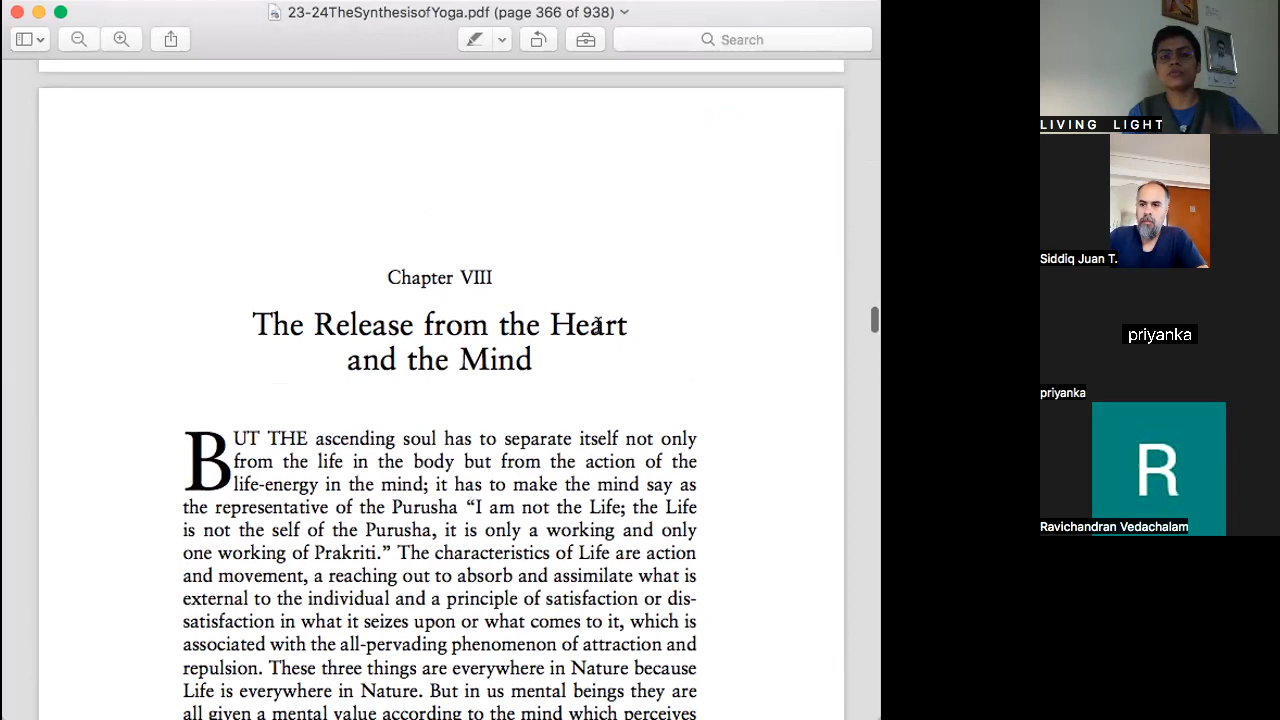 23-24TheSynthesisofYoga.pdf (page 366 of 938)
Search
Chapter VIII
The Release from the Heart
and the Mind
BUT THE ascending soul has to separate itself not only
from the life in the body but from the action of the
life-energy in the mind; it has to make the mind say as
the representative of the Purusha “I am not the Life; the Life
is not the self of the Purusha, it is only a working and only
one working of Prakriti.” The characteristics of Life are action
and movement, a reaching out to absorb and assimilate what is
external to the individual and a principle of satisfaction or dis-
satisfaction in what it seizes upon or what comes to it, which is
associated with the all-pervading phenomenon of attraction and
repulsion. These three things are everywhere in Nature because
Life is everywhere in Nature. But in us mental beings they are
all given a mental value according to the mind which perceives
LIVING LIGHT
Siddiq Juan T.
priyanka
priyanka
R
Ravichandran Vedachalam